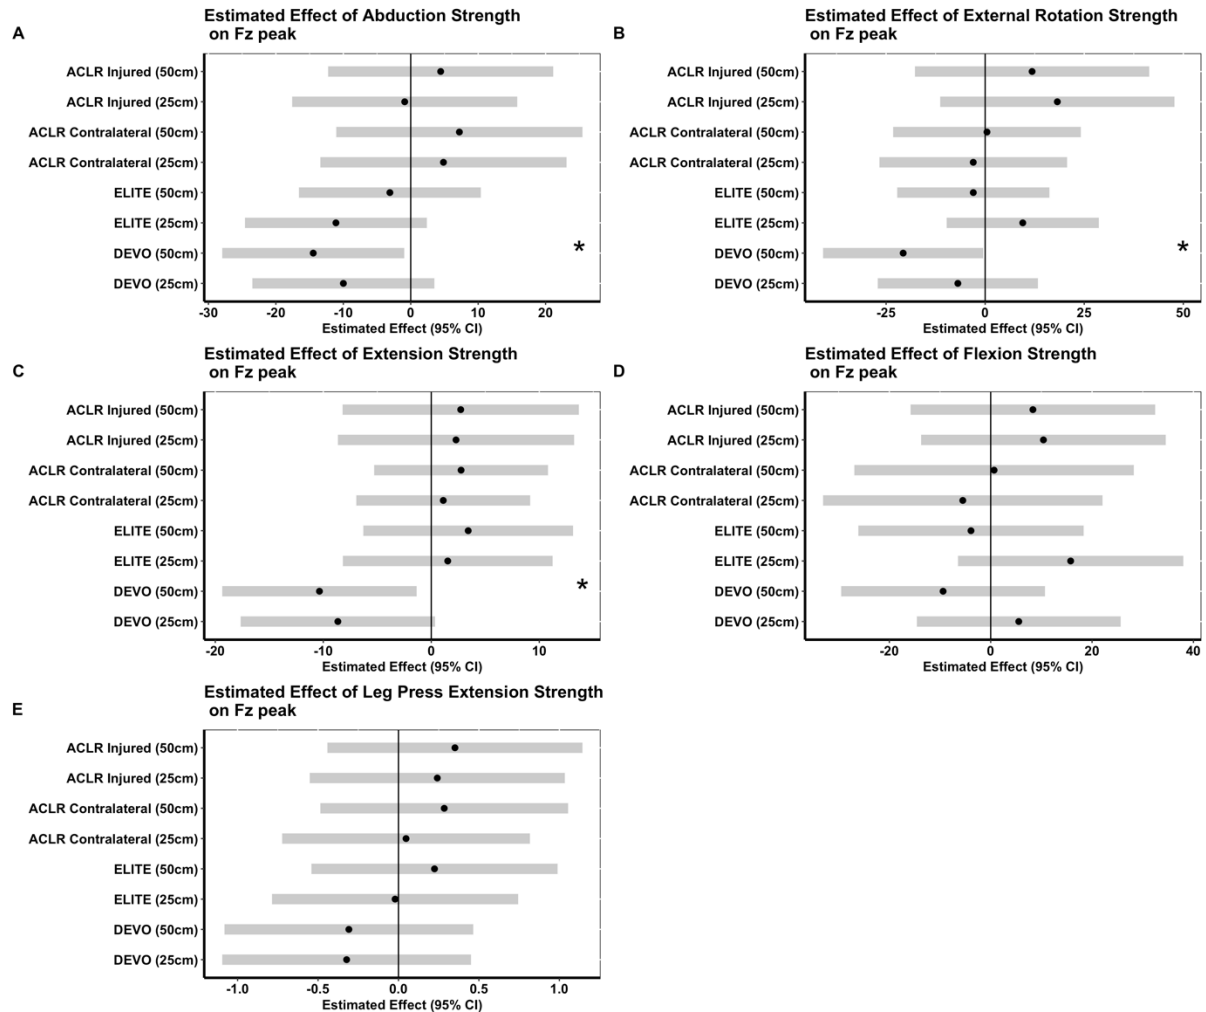 A
Estimated Effect of Abduction Strength
on Fz peak
ACLR Injured (50cm)
ACLR Injured (25cm)
ACLR Contralateral (50cm)
ACLR Contralateral (25cm)
ELITE (50cm)
ELITE (25cm)
DEVO (50cm)
*
DEVO (25cm)
-30 -20 -10 0 10 20
Estimated Effect (95% CI)
B
Estimated Effect of External Rotation Strength
on Fz peak
ACLR Injured (50cm)
ACLR Injured (25cm)
ACLR Contralateral (50cm)
ACLR Contralateral (25cm)
ELITE (50cm)
ELITE (25cm)
DEVO (50cm)
*
DEVO (25cm)
-25 0 25 50
Estimated Effect (95% CI)
C
Estimated Effect of Extension Strength
on Fz peak
ACLR Injured (50cm)
ACLR Injured (25cm)
ACLR Contralateral (50cm)
ACLR Contralateral (25cm)
ELITE (50cm)
ELITE (25cm)
DEVO (50cm)
*
DEVO (25cm)
-20 -10 0 10
Estimated Effect (95% CI)
D
Estimated Effect of Flexion Strength
on Fz peak
ACLR Injured (50cm)
ACLR Injured (25cm)
ACLR Contralateral (50cm)
ACLR Contralateral (25cm)
ELITE (50cm)
ELITE (25cm)
DEVO (50cm)
DEVO (25cm)
-20 0 20 40
Estimated Effect (95% CI)
E
Estimated Effect of Leg Press Extension Strength
on Fz peak
ACLR Injured (50cm)
ACLR Injured (25cm)
ACLR Contralateral (50cm)
ACLR Contralateral (25cm)
ELITE (50cm)
ELITE (25cm)
DEVO (50cm)
DEVO (25cm)
-1.0 -0.5 0.0 0.5 1.0
Estimated Effect (95% CI)